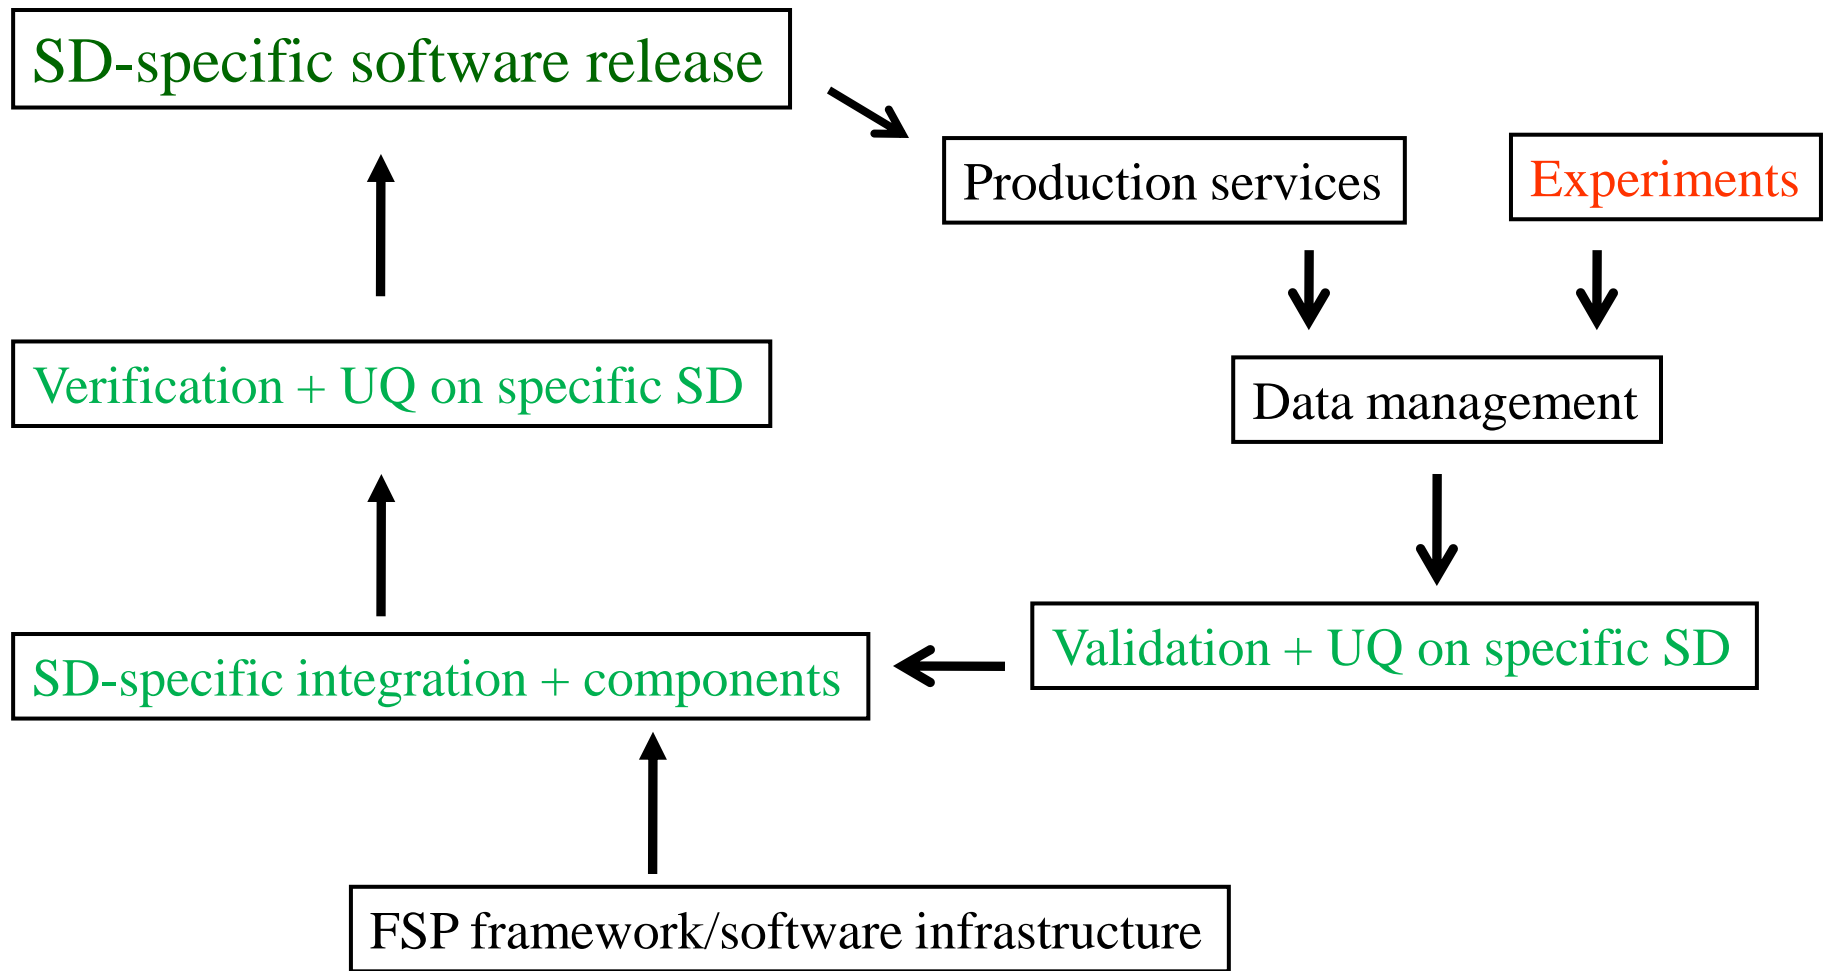 SD-specific software release
Production services
Experiments
Verification + UQ on specific SD
Data management
Validation + UQ on specific SD
SD-specific integration + components
FSP framework/software infrastructure